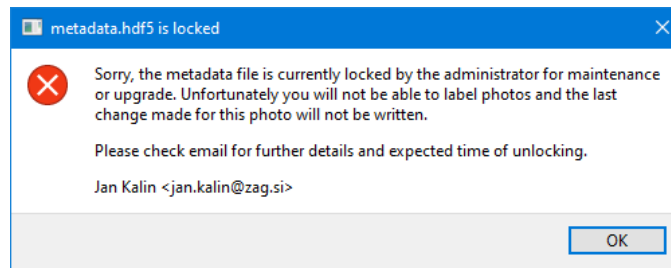 metadata.hdf5 is locked
Sorry, the metadata file is currently locked by the administrator for maintenance
or upgrade. Unfortunately you will not be able to label photos and the last
change made for this photo will not be written.
Please check email for further details and expected time of unlocking.
Jan Kalin <jan.kalin@zag.si>
OK